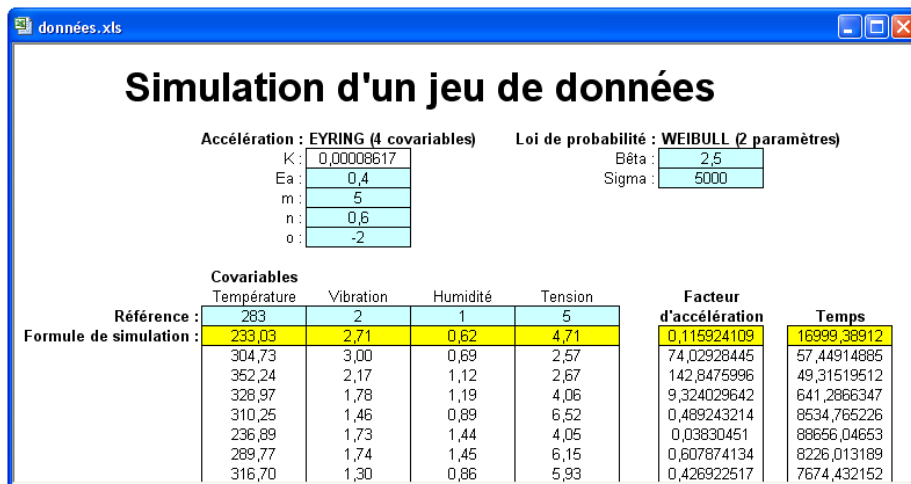 données.xls
Simulation d'un jeu de données
Accélération : EYRING (4 covariables) Loi de probabilité : WEIBULL (2 paramètres)
K : 0,00008617 Bêta : 2,5
Ea : 0,4 Sigma : 5000
m : 5
n : 0,6
o : -2
Covariables
Température Vibration Humidité Tension Facteur
Référence : 283 2 1 5 d'accélération Temps
Formule de simulation : 233,03 2,71 0,62 4,71 0,115924109 16999,38912
304,73 3,00 0,69 2,57 74,02928445 57,44914885
352,24 2,17 1,12 2,67 142,8475996 49,31519512
328,97 1,78 1,19 4,06 9,324029642 641,2866347
310,25 1,46 0,89 6,52 0,489243214 8534,765226
236,89 1,73 1,44 4,05 0,03830451 88656,04653
289,77 1,74 1,45 6,15 0,607874134 8226,013189
316,70 1,30 0,86 5,93 0,426922517 7674,432152